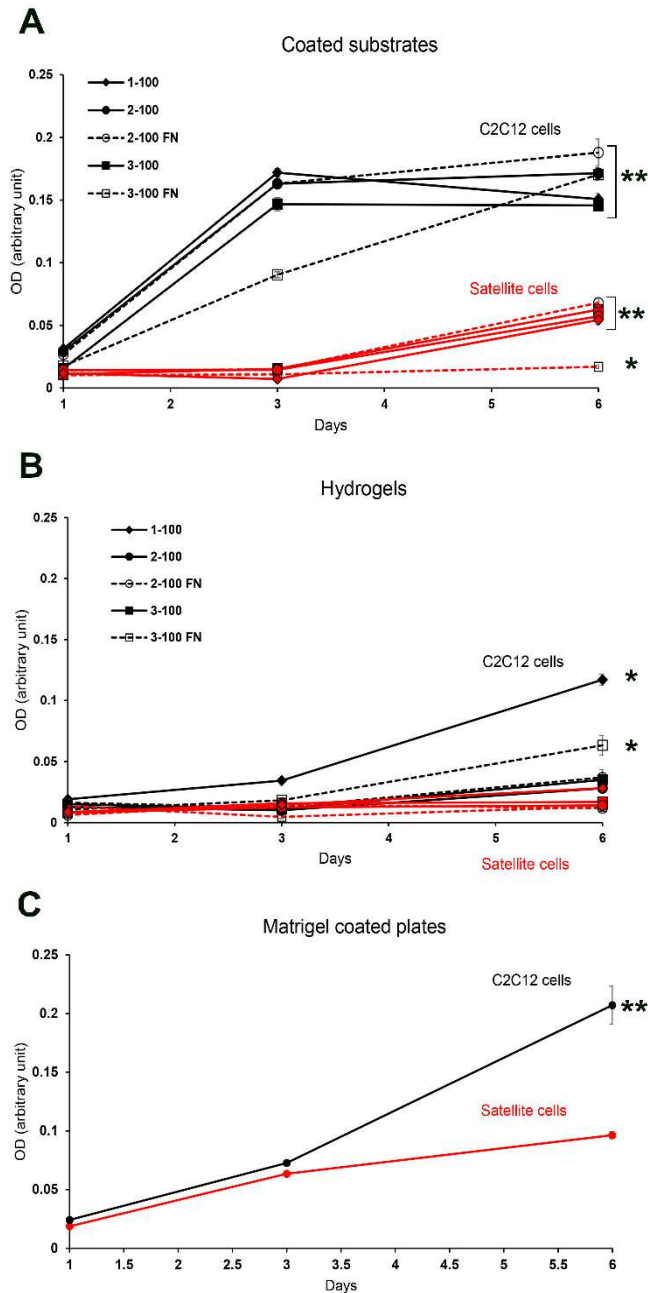 A
Coated substrates
0.25
0.2
0.15
0.1
0.05
0
OD (arbitrary unit)
1-100
2-100
2-100 FN
3-100
3-100 FN
C2C12 cells
**
Satellite cells
**
*
1 2 3 4 5 6
Days
B
Hydrogels
0.25
0.2
0.15
0.1
0.05
0
OD (arbitrary unit)
1-100
2-100
2-100 FN
3-100
3-100 FN
C2C12 cells
*
*
1 2 3 4 5 6
Days
Satellite cells
C
Matrigel coated plates
0.25
0.2
0.15
0.1
0.05
0
OD (arbitrary unit)
C2C12 cells
**
Satellite cells
1 1.5 2 2.5 3 3.5 4 4.5 5 5.5 6
Days